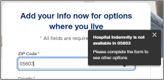 Add your info now for options
where you live
* All fields are required
Hospital Indemnity is not
available in 05603
Please complete the form to
see other options.
ZIP Code *
05603